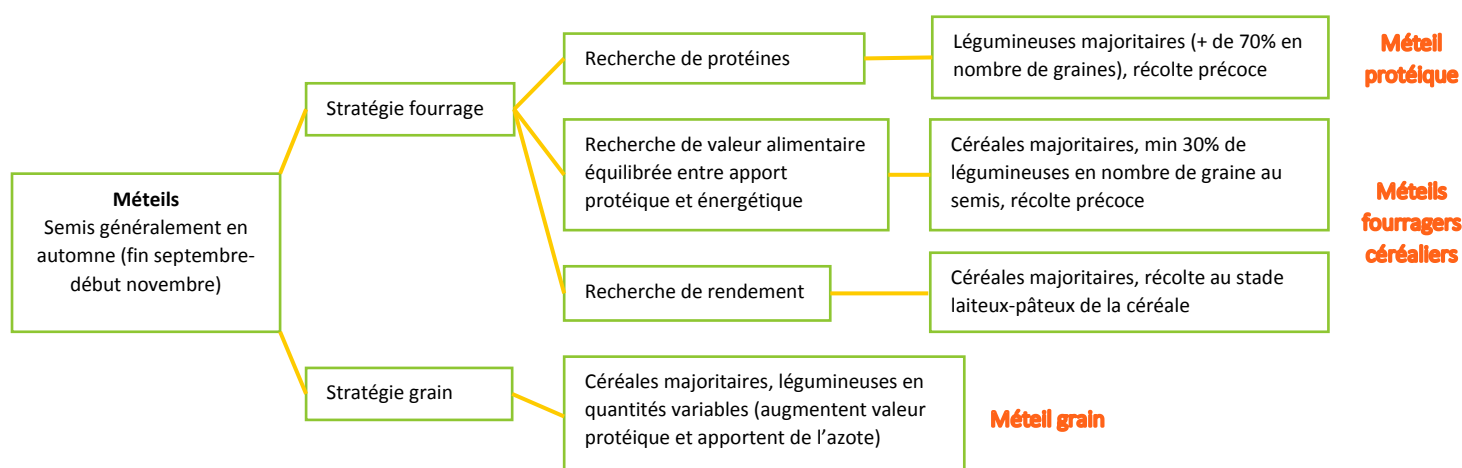 Méteils
Semis généralement en
automne (fin septembre-
début novembre)
Stratégie fourrage
Recherche de protéines
Légumineuses majoritaires (+ de 70% en
nombre de graines), récolte précoce
Méteil
protéique
Recherche de valeur alimentaire
équilibrée entre apport
protéique et énergétique
Céréales majoritaires, min 30% de
légumineuses en nombre de graine au
semis, récolte précoce
Méteils
fourragers
céréaliers
Recherche de rendement
Céréales majoritaires, récolte au stade
laiteux-pâteux de la céréale
Stratégie grain
Céréales majoritaires, légumineuses en
quantités variables (augmentent valeur
protéique et apportent de l’azote)
Méteil grain